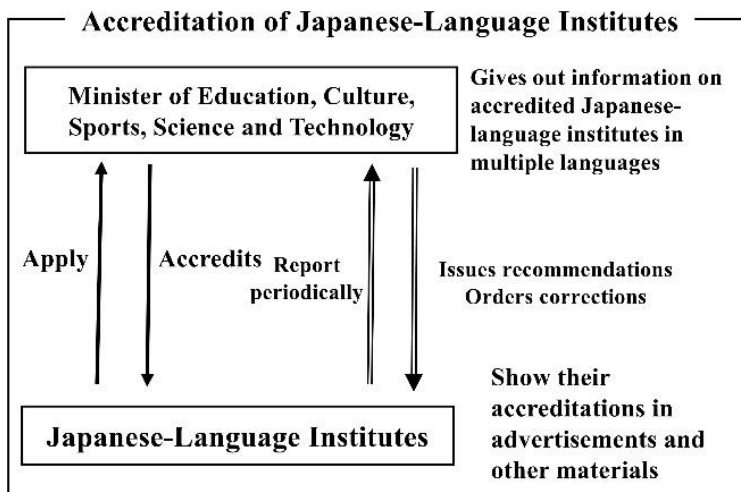 Accreditation of Japanese-Language Institutes
Minister of Education, Culture,
Sports, Science and Technology
Gives out information on
accredited Japanese-
language institutes in
multiple languages
Apply
Accredits
Report
periodically
Issues recommendations
Orders corrections
Japanese-Language Institutes
Show their
accreditations in
advertisements and
other materials